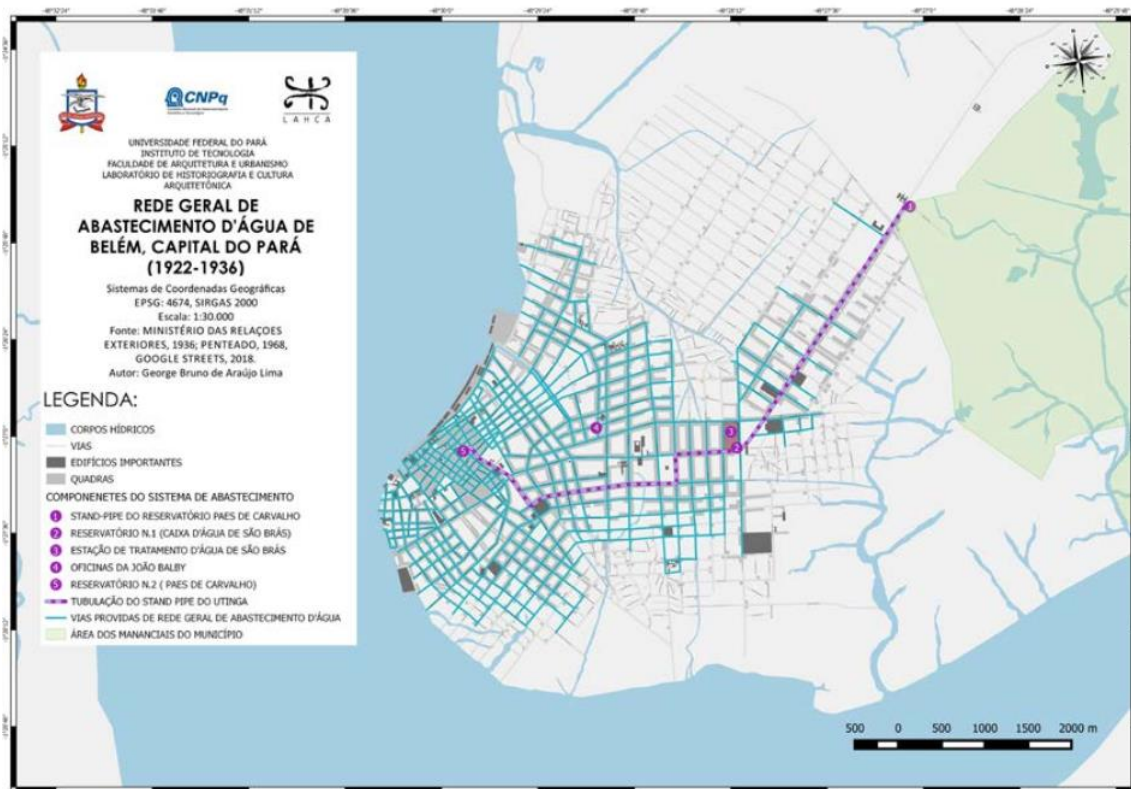 CNPq
LAHCA
UNIVERSIDADE FEDERAL DO PARÁ
INSTITUTO DE TECNOLOGIA
FACULDADE DE ARQUITETURA E URBANISMO
LABORATÓRIO DE HISTORIOGRAFIA E CULTURA
ARQUITETÔNICA
REDE GERAL DE
ABASTECIMENTO D'ÁGUA DE
BELÉM, CAPITAL DO PARÁ
(1922-1936)
Sistemas de Coordenadas Geográficas
EPSG: 4674, SIRGAS 2000
Escala: 1:30.000
Fonte: MINISTÉRIO DAS RELAÇOES
EXTERIORES, 1936; PENTEADO, 1968,
GOOGLE STREETS, 2018.
Autor: George Bruno de Araújo Lima
LEGENDA:
CORPOS HÍDRICOS
VIAS
EDIFÍCIOS IMPORTANTES
QUADRAS
COMPONENETES DO SISTEMA DE ABASTECIMENTO
1 STAND-PIPE DO RESERVATÓRIO PAES DE CARVALHO
2 RESERVATÓRIO N.1 (CAIXA D'ÁGUA DE SÃO BRÁS)
3 ESTAÇÃO DE TRATAMENTO D'ÁGUA DE SÃO BRÁS
4 OFICINAS DA JOÃO BALBY
5 RESERVATÓRIO N.2 ( PAES DE CARVALHO)
TUBULAÇÃO DO STAND PIPE DO UTINGA
VIAS PROVIDAS DE REDE GERAL DE ABASTECIMENTO D'ÁGUA
ÁREA DOS MANANCIAIS DO MUNICÍPIO
4
3
2
5
500 0 500 1000 1500 2000 m